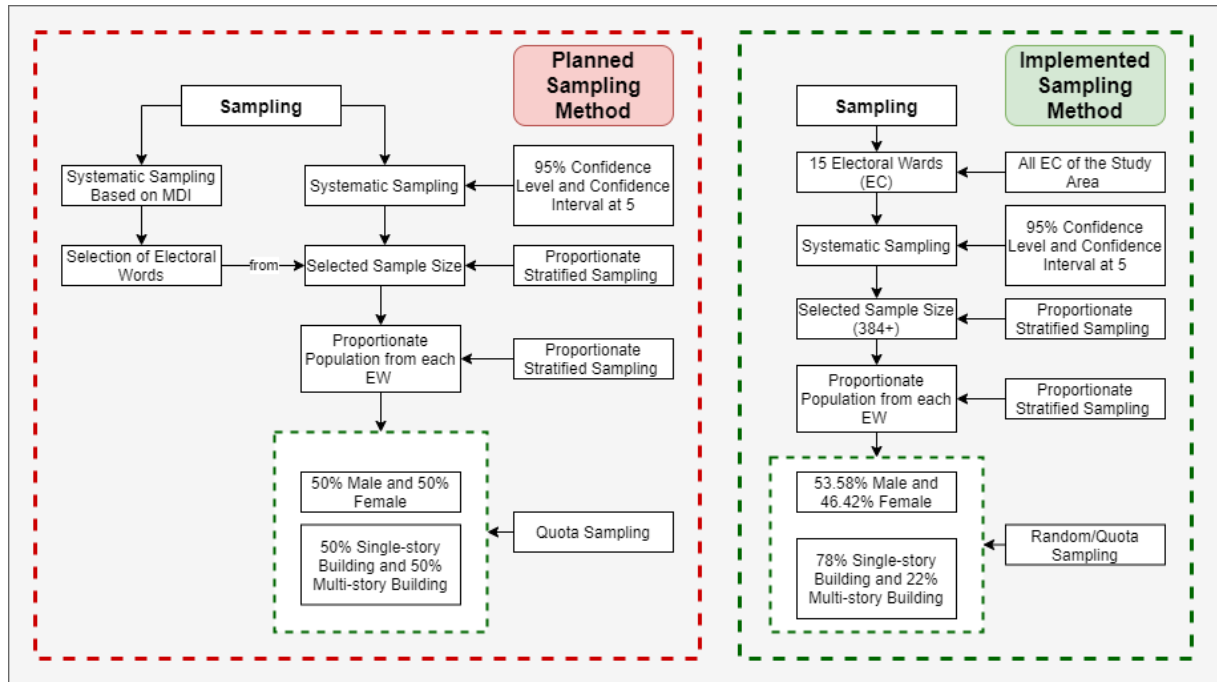 Planned
Sampling
Method
Sampling
Systematic Sampling
Based on MDI
Systematic Sampling
95% Confidence
Level and Confidence
Interval at 5
Selection of Electoral
Words
from
Selected Sample Size
Proportionate
Stratified Sampling
Proportionate
Population from each
EW
Proportionate
Stratified Sampling
50% Male and 50%
Female
50% Single-story
Building and 50%
Multi-story Building
Quota Sampling
Implemented
Sampling
Method
Sampling
15 Electoral Wards
(EC)
All EC of the Study
Area
Systematic Sampling
95% Confidence
Level and Confidence
Interval at 5
Selected Sample Size
(384+)
Proportionate
Stratified Sampling
Proportionate
Population from each
EW
Proportionate
Stratified Sampling
53.58% Male and
46.42% Female
78% Single-story
Building and 22%
Multi-story Building
Random/Quota
Sampling